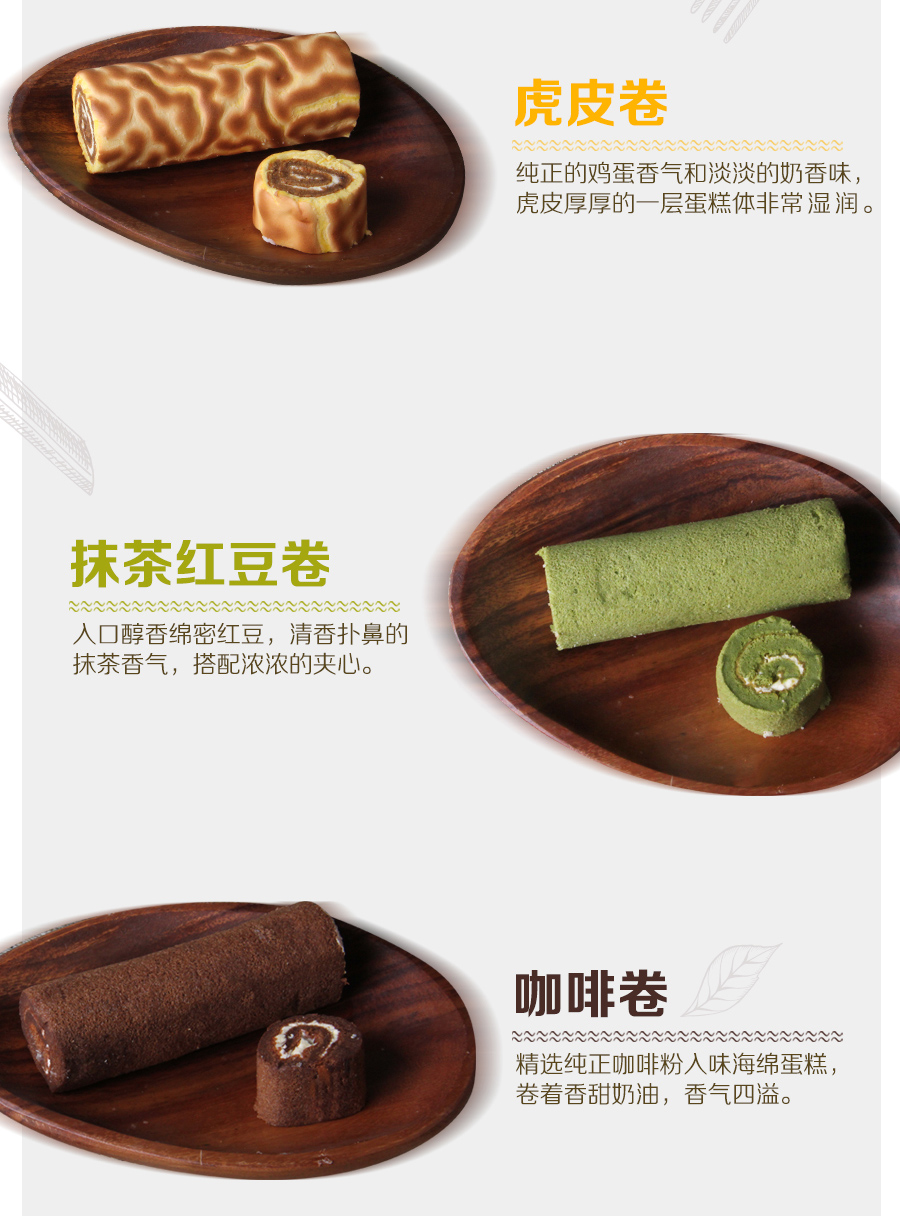 虎皮卷
纯正的鸡蛋香气和淡淡的奶香味，
虎皮厚厚的一层蛋糕体非常湿润。
抹茶红豆卷
入口醇香绵密红豆，清香扑鼻的
抹茶香气，搭配浓浓的夹心。
咖啡卷
精选纯正咖啡粉入味海绵蛋糕，
卷着香甜奶油，香气四溢。